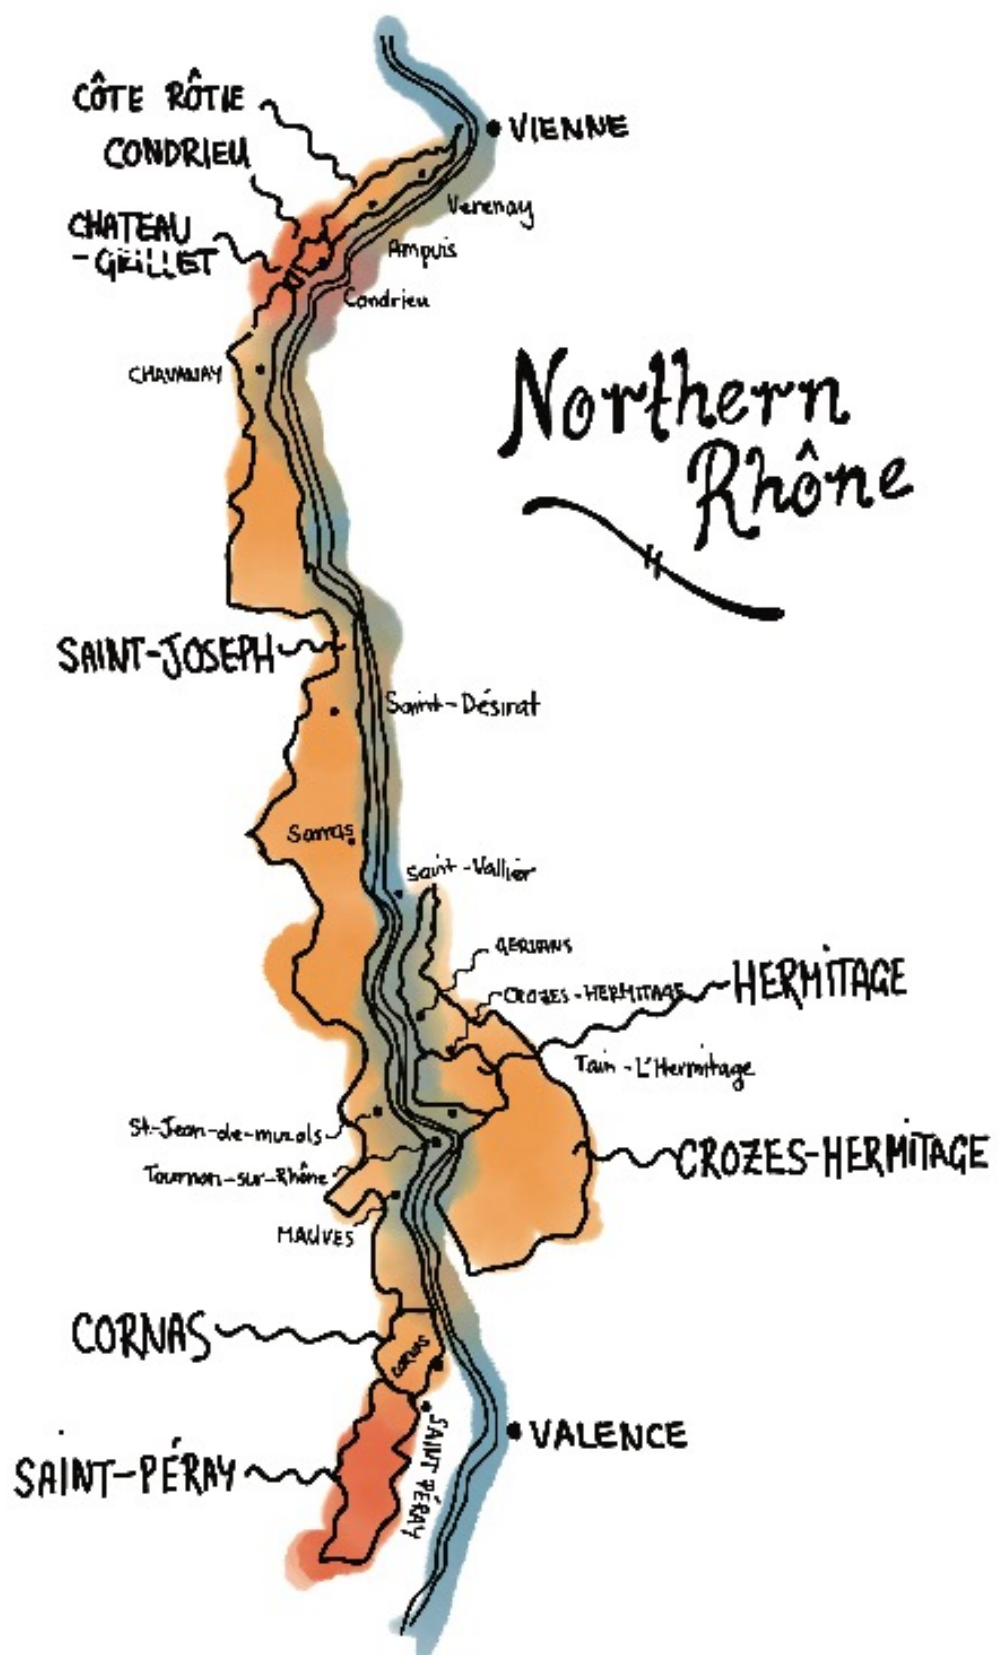 CÔTE RÔTIE
VIENNE
CONDRIEU
Verenay
CHATEAU
-GRILLET
Ampuis
Condrieu
CHAVANAY
Northern
Rhône
SAINT-JOSEPH
Saint-Désirat
Sarras
Saint-Vallier
GERVANS
HERMITAGE
CROZES-HERMITAGE
Tain-L'Hermitage
St-Jean-de-muzols
CROZES-HERMITAGE
Tournon-sur-Rhône
MAUVES
CORNAS
CORNAS
SAINT PÉRAY
VALENCE
SAINT-PÉRAY